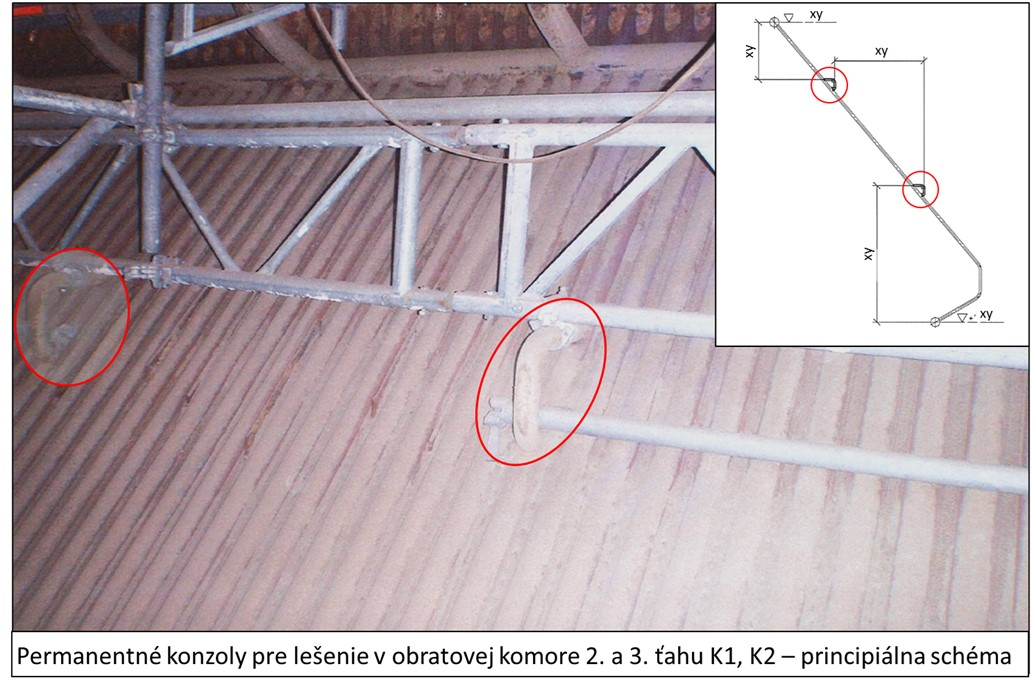 xy
xy
xy
xy
xy
Permanentné konzoly pre lešenie v obratovej komore 2. a 3. ťahu K1, K2 – principiálna schéma